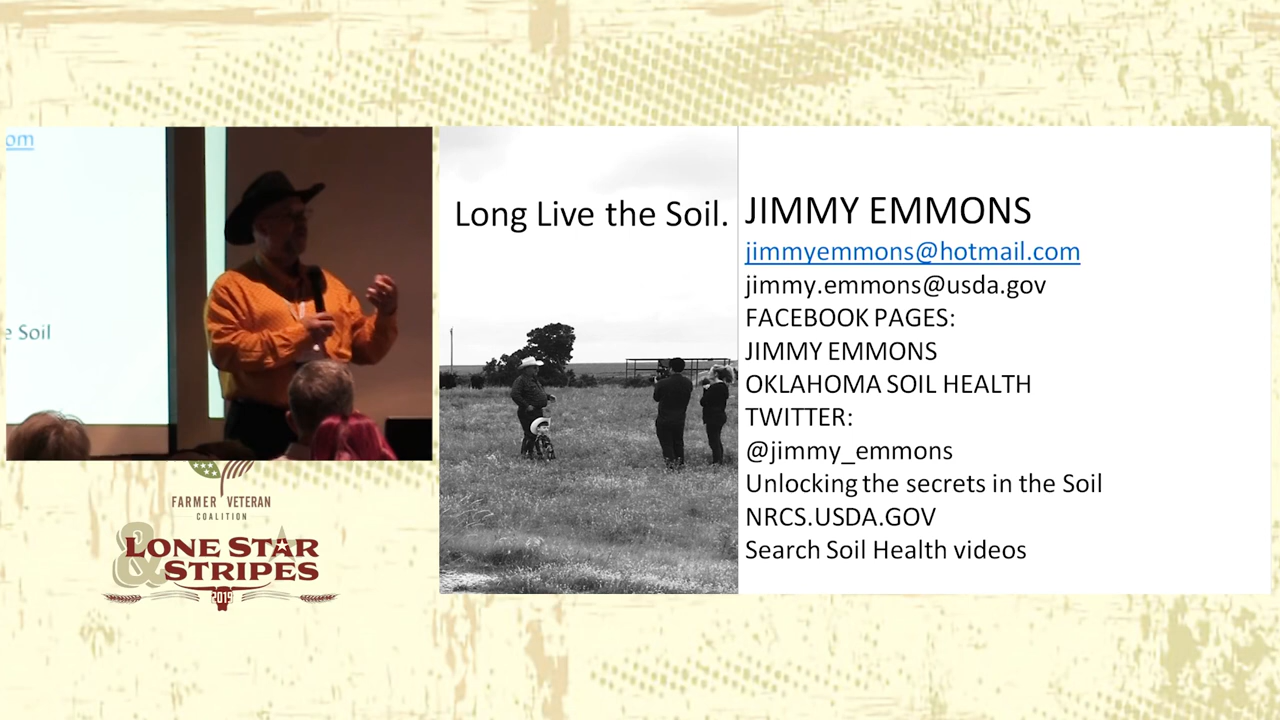 om
e Soil
FARMER VETERAN
COALITION
&
LONE STAR
STRIPES
2019
Long Live the Soil.
JIMMY EMMONS
jimmyemmons@hotmail.com
jimmy.emmons@usda.gov
FACEBOOK PAGES:
JIMMY EMMONS
OKLAHOMA SOIL HEALTH
TWITTER:
@jimmy_emmons
Unlocking the secrets in the Soil
NRCS.USDA.GOV
Search Soil Health videos